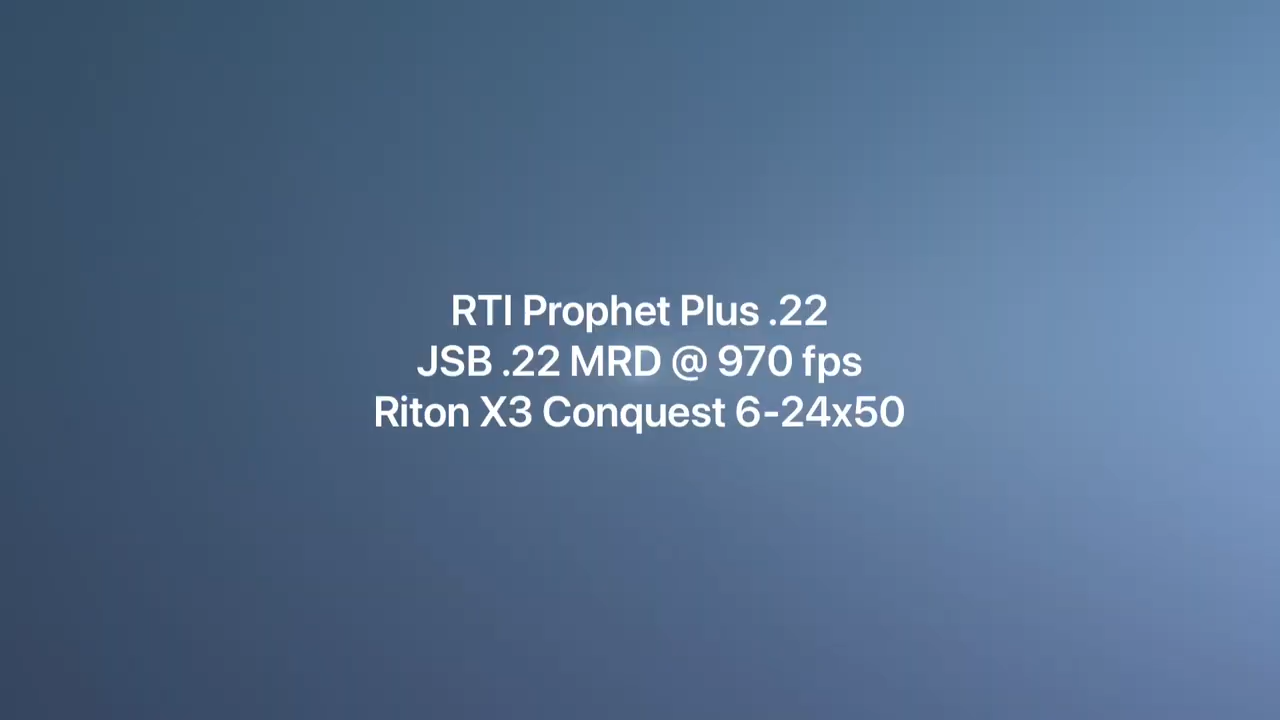 RTI Prophet Plus .22
JSB .22 MRD @ 970 fps
Riton X3 Conquest 6-24x50